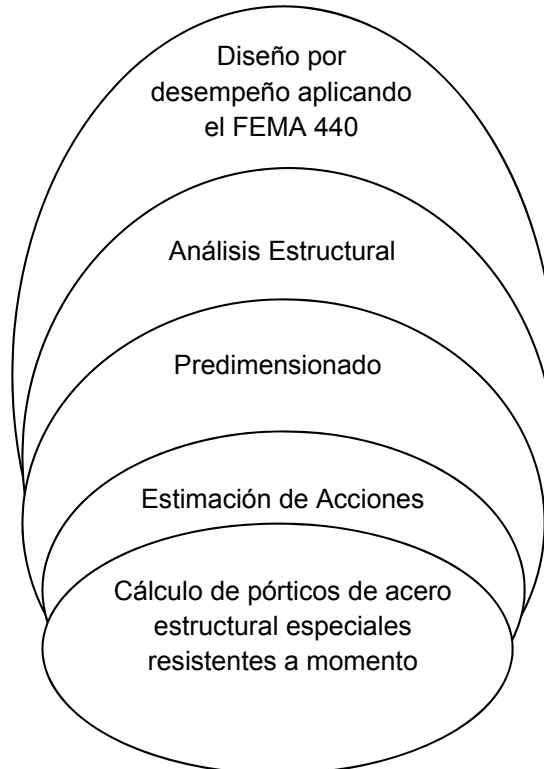 Diseño por
desempeño aplicando
el FEMA 440
Análisis Estructural
Predimensionado
Estimación de Acciones
Cálculo de pórticos de acero
estructural especiales
resistentes a momento